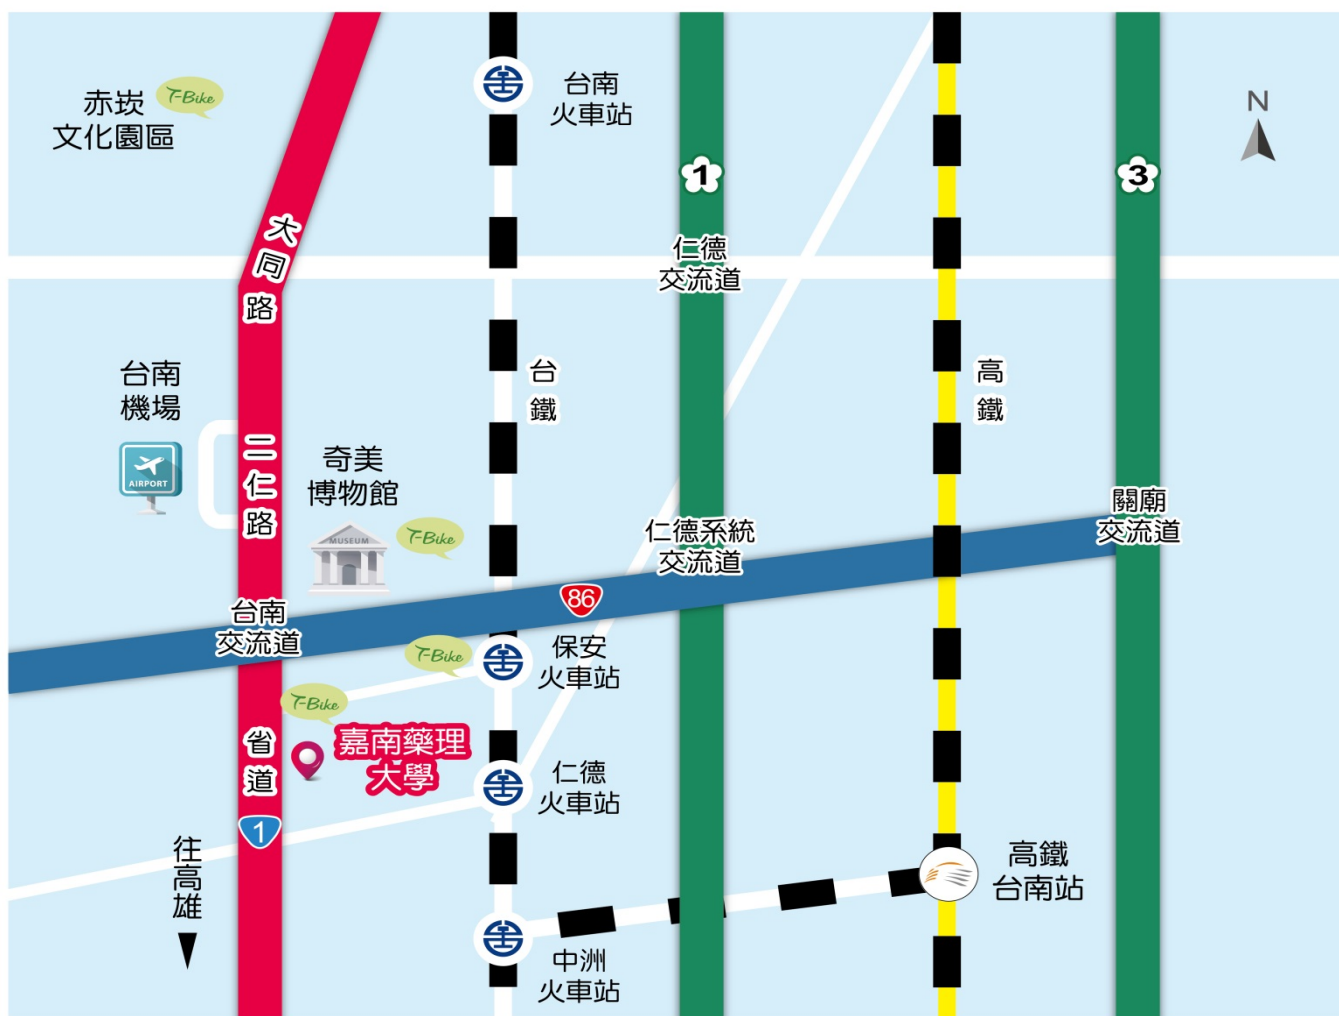 台南
火車站
赤崁
文化園區
T-Bike
N
1
3
大同路
仁德
交流道
台鐵
高鐵
台南
機場
AIRPORT
二仁路
奇美
博物館
MUSEUM
T-Bike
仁德系統
交流道
關廟
交流道
86
台南
交流道
保安
火車站
T-Bike
T-Bike
省道
1
嘉南藥理
大學
仁德
火車站
往高雄
高鐵
台南站
中洲
火車站